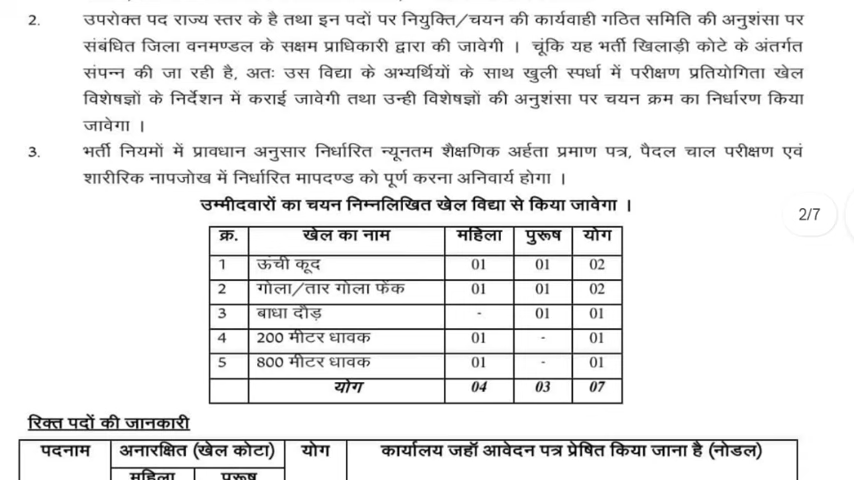 2. उपरोक्त पद राज्य स्तर के है तथा इन पदों पर नियुक्ति/चयन की कार्यवाही गठित समिति की अनुशंसा पर
संबंधित जिला वनमण्डल के सक्षम प्राधिकारी द्वारा की जावेगी । चूंकि यह भर्ती खिलाड़ी कोटे के अंतर्गत
संपन्न की जा रही है, अतः उस विद्या के अभ्यर्थियों के साथ खुली स्पर्धा में परीक्षण प्रतियोगिता खेल
विशेषज्ञों के निर्देशन में कराई जावेगी तथा उन्ही विशेषज्ञों की अनुशंसा पर चयन क्रम का निर्धारण किया
जावेगा ।
3. भर्ती नियमों में प्रावधान अनुसार निर्धारित न्यूनतम शैक्षणिक अर्हता प्रमाण पत्र, पैदल चाल परीक्षण एवं
शारीरिक नापजोख में निर्धारित मापदण्ड को पूर्ण करना अनिवार्य होगा ।
उम्मीदवारों का चयन निम्नलिखित खेल विद्या से किया जावेगा ।
2/7
क्र. खेल का नाम महिला पुरूष योग
1 ऊंची कूद 01 01 02
2 गोला/तार गोला फेंक 01 01 02
3 बाधा दौड़ - 01 01
4 200 मीटर धावक 01 - 01
5 800 मीटर धावक 01 - 01
योग 04 03 07
रिक्त पदों की जानकारी
पदनाम अनारक्षित (खेल कोटा) योग कार्यालय जहॉ आवेदन पत्र प्रेषित किया जाना है (नोडल)
महिला पुरूष